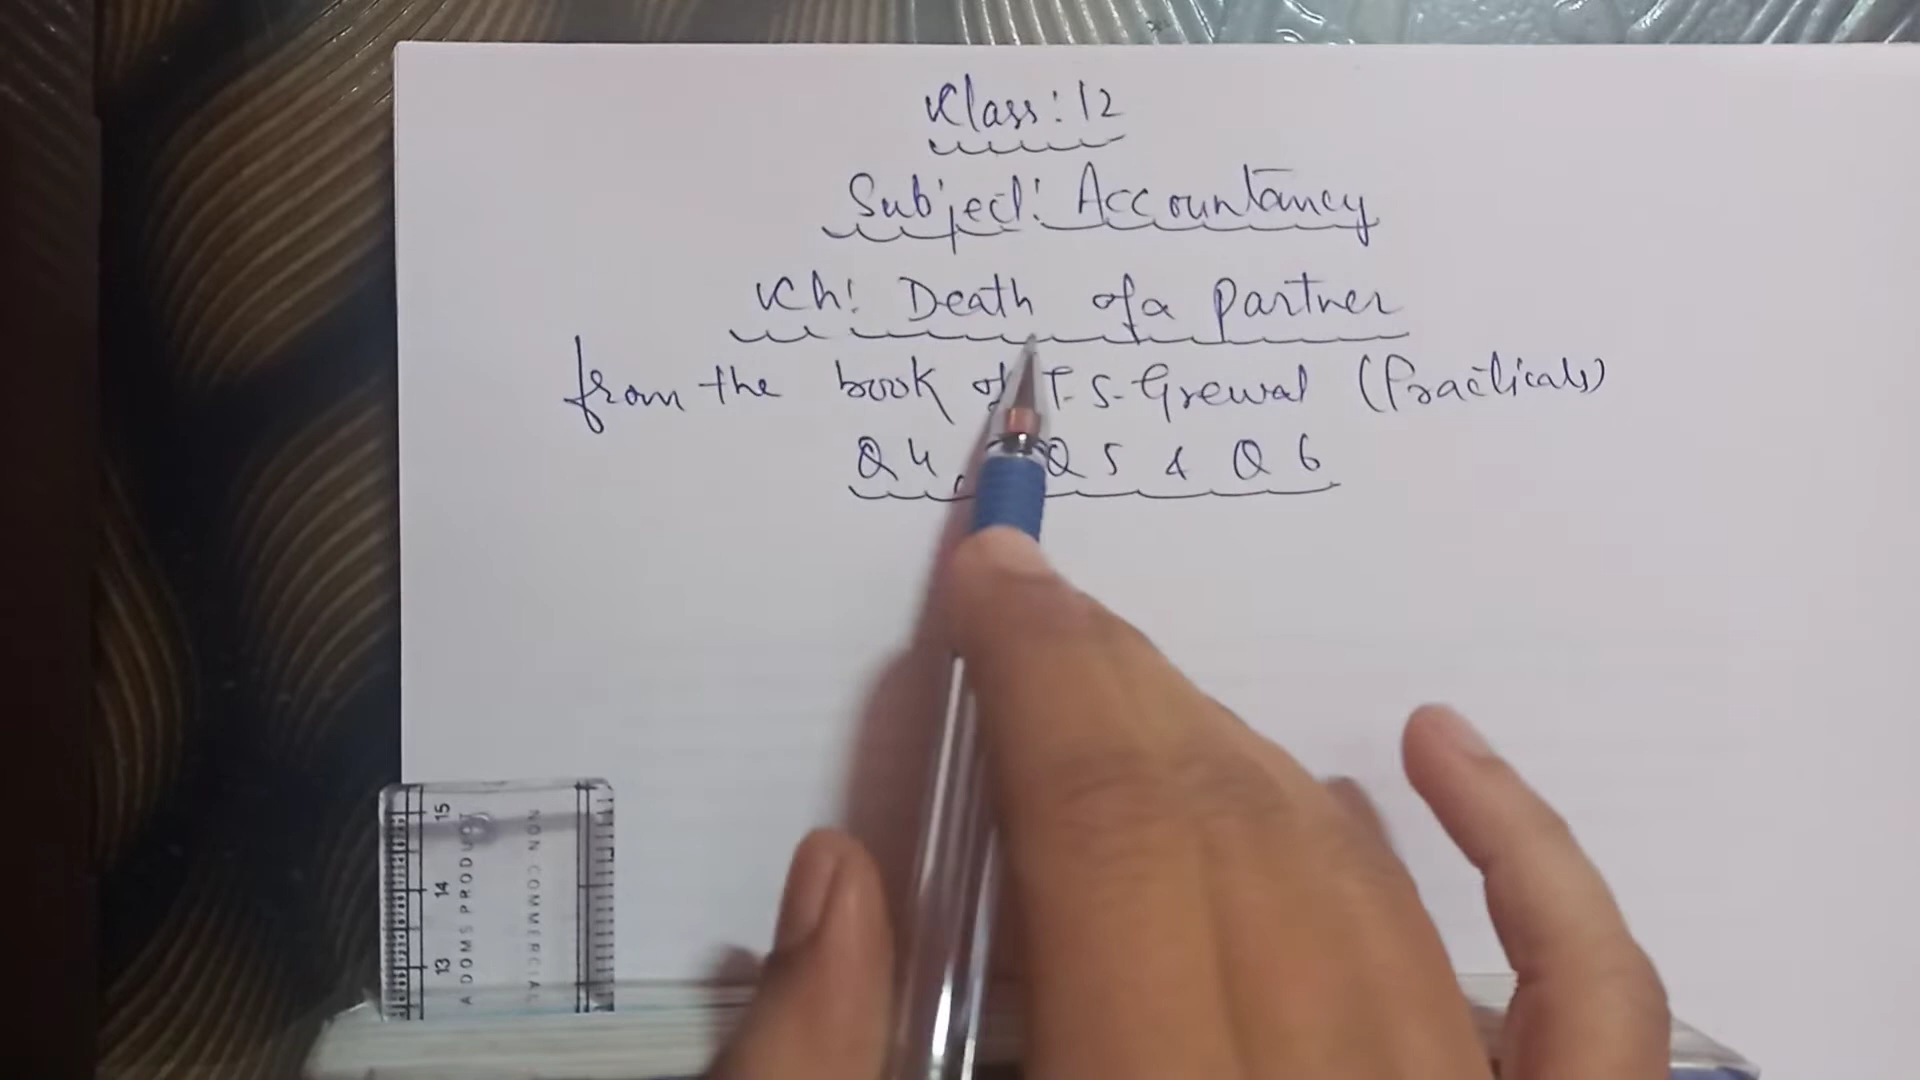 Class: 12
Subject: Accountancy
Ch: Death of a partner
from the book of T.S. Grewal (Practicals)
Q 4, Q 5 & Q 6
15
14
13
ADOMS PRODUCT
NON COMMERCIAL